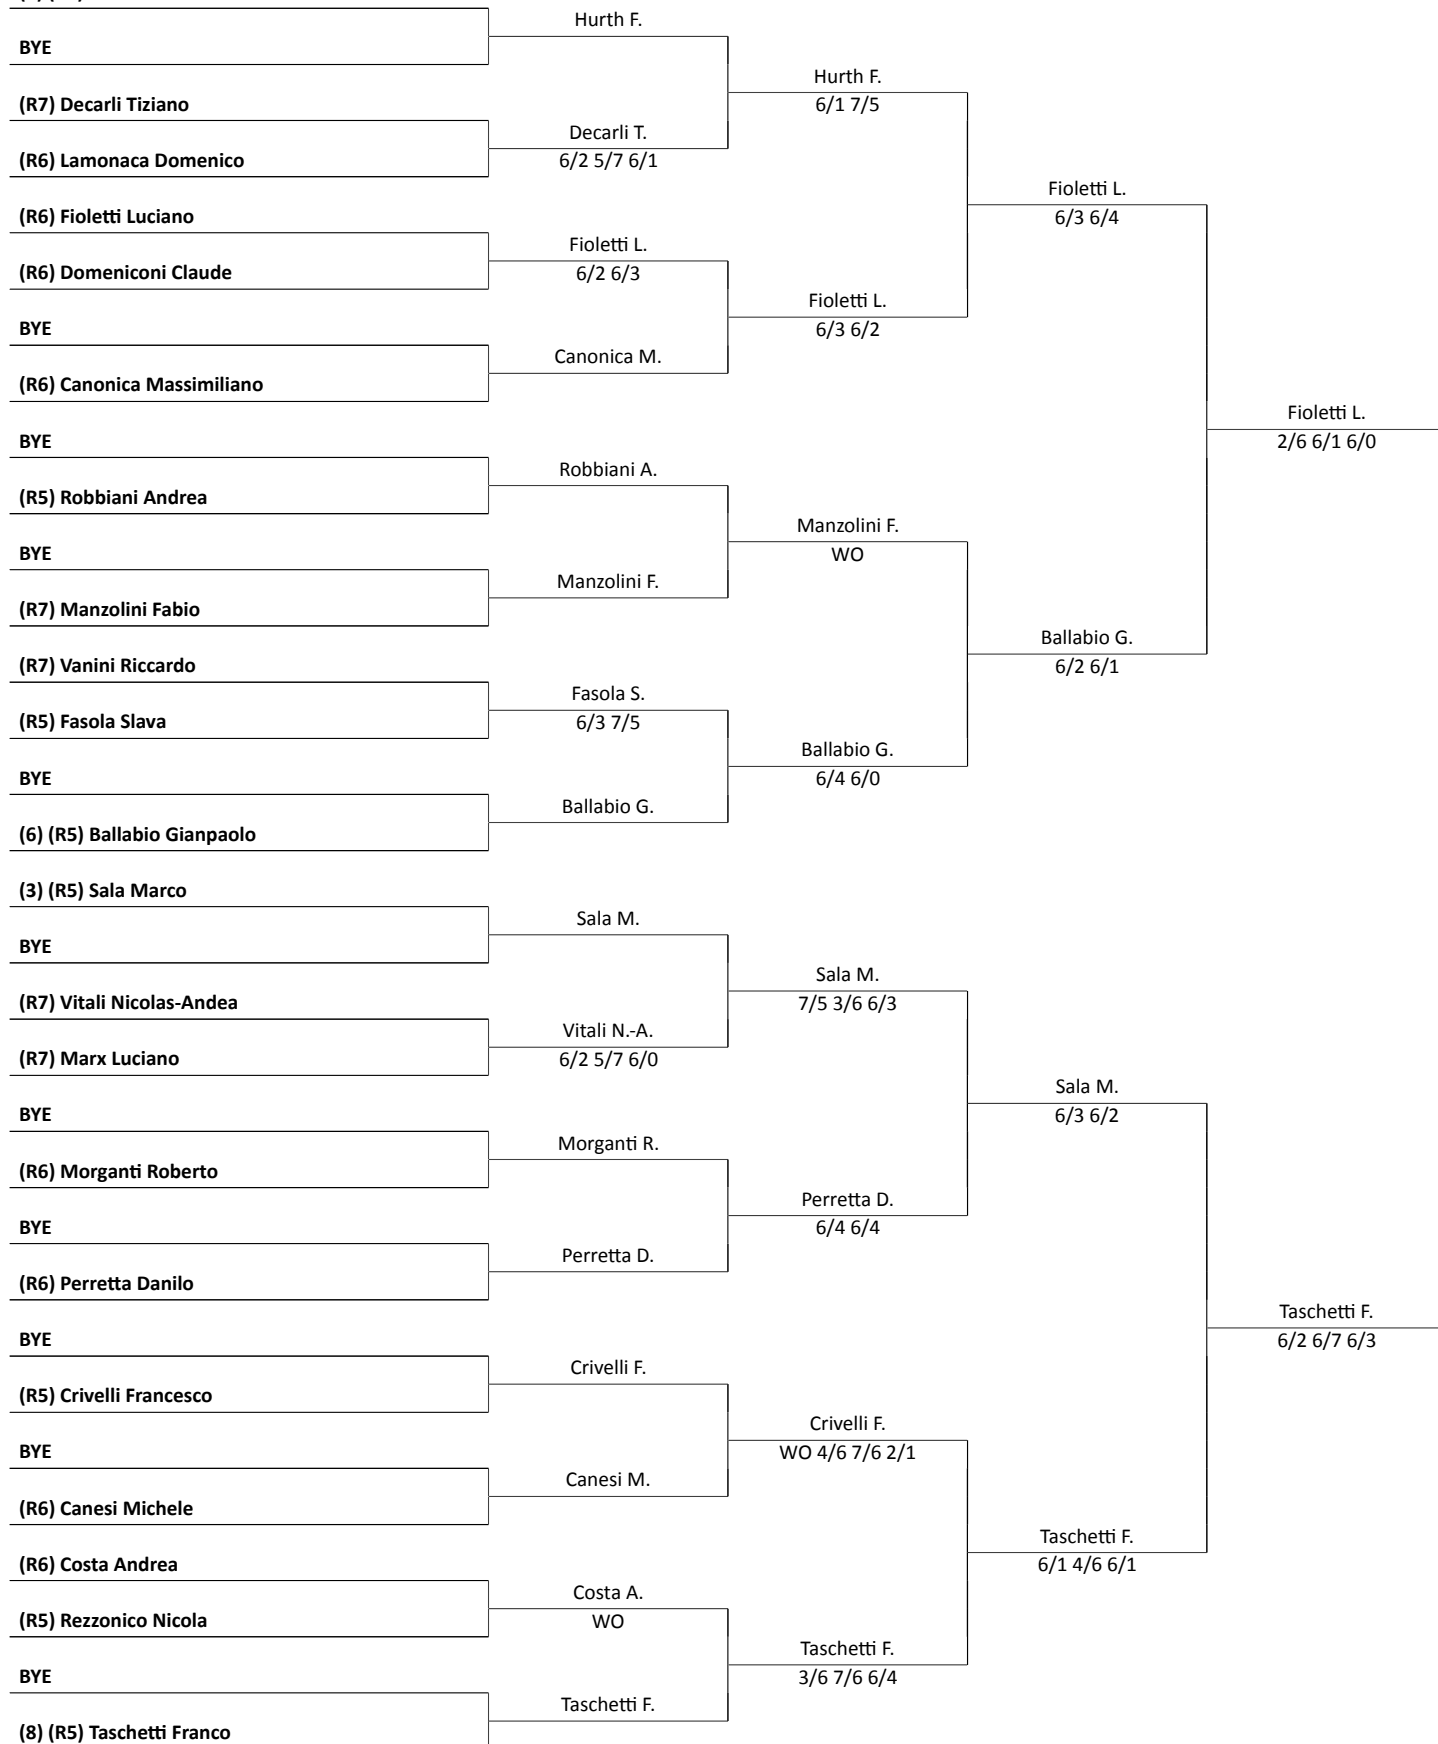 BYE
(R7) Decarli Tiziano
(R6) Lamonaca Domenico
(R6) Fioletti Luciano
(R6) Domeniconi Claude
BYE
(R6) Canonica Massimiliano
BYE
(R5) Robbiani Andrea
BYE
(R7) Manzolini Fabio
(R7) Vanini Riccardo
(R5) Fasola Slava
BYE
(6) (R5) Ballabio Gianpaolo
(3) (R5) Sala Marco
BYE
(R7) Vitali Nicolas-Andea
(R7) Marx Luciano
BYE
(R6) Morganti Roberto
BYE
(R6) Perretta Danilo
BYE
(R5) Crivelli Francesco
BYE
(R6) Canesi Michele
(R6) Costa Andrea
(R5) Rezzonico Nicola
BYE
(8) (R5) Taschetti Franco
Hurth F.
Decarli T.
6/2 5/7 6/1
Fioletti L.
6/2 6/3
Canonica M.
Robbiani A.
Manzolini F.
Fasola S.
6/3 7/5
Ballabio G.
Sala M.
Vitali N.-A.
6/2 5/7 6/0
Morganti R.
Perretta D.
Crivelli F.
Canesi M.
Costa A.
WO
Taschetti F.
Hurth F.
6/1 7/5
Fioletti L.
6/3 6/2
Manzolini F.
WO
Ballabio G.
6/4 6/0
Sala M.
7/5 3/6 6/3
Perretta D.
6/4 6/4
Crivelli F.
WO 4/6 7/6 2/1
Taschetti F.
3/6 7/6 6/4
Fioletti L.
6/3 6/4
Ballabio G.
6/2 6/1
Sala M.
6/3 6/2
Taschetti F.
6/1 4/6 6/1
Fioletti L.
2/6 6/1 6/0
Taschetti F.
6/2 6/7 6/3